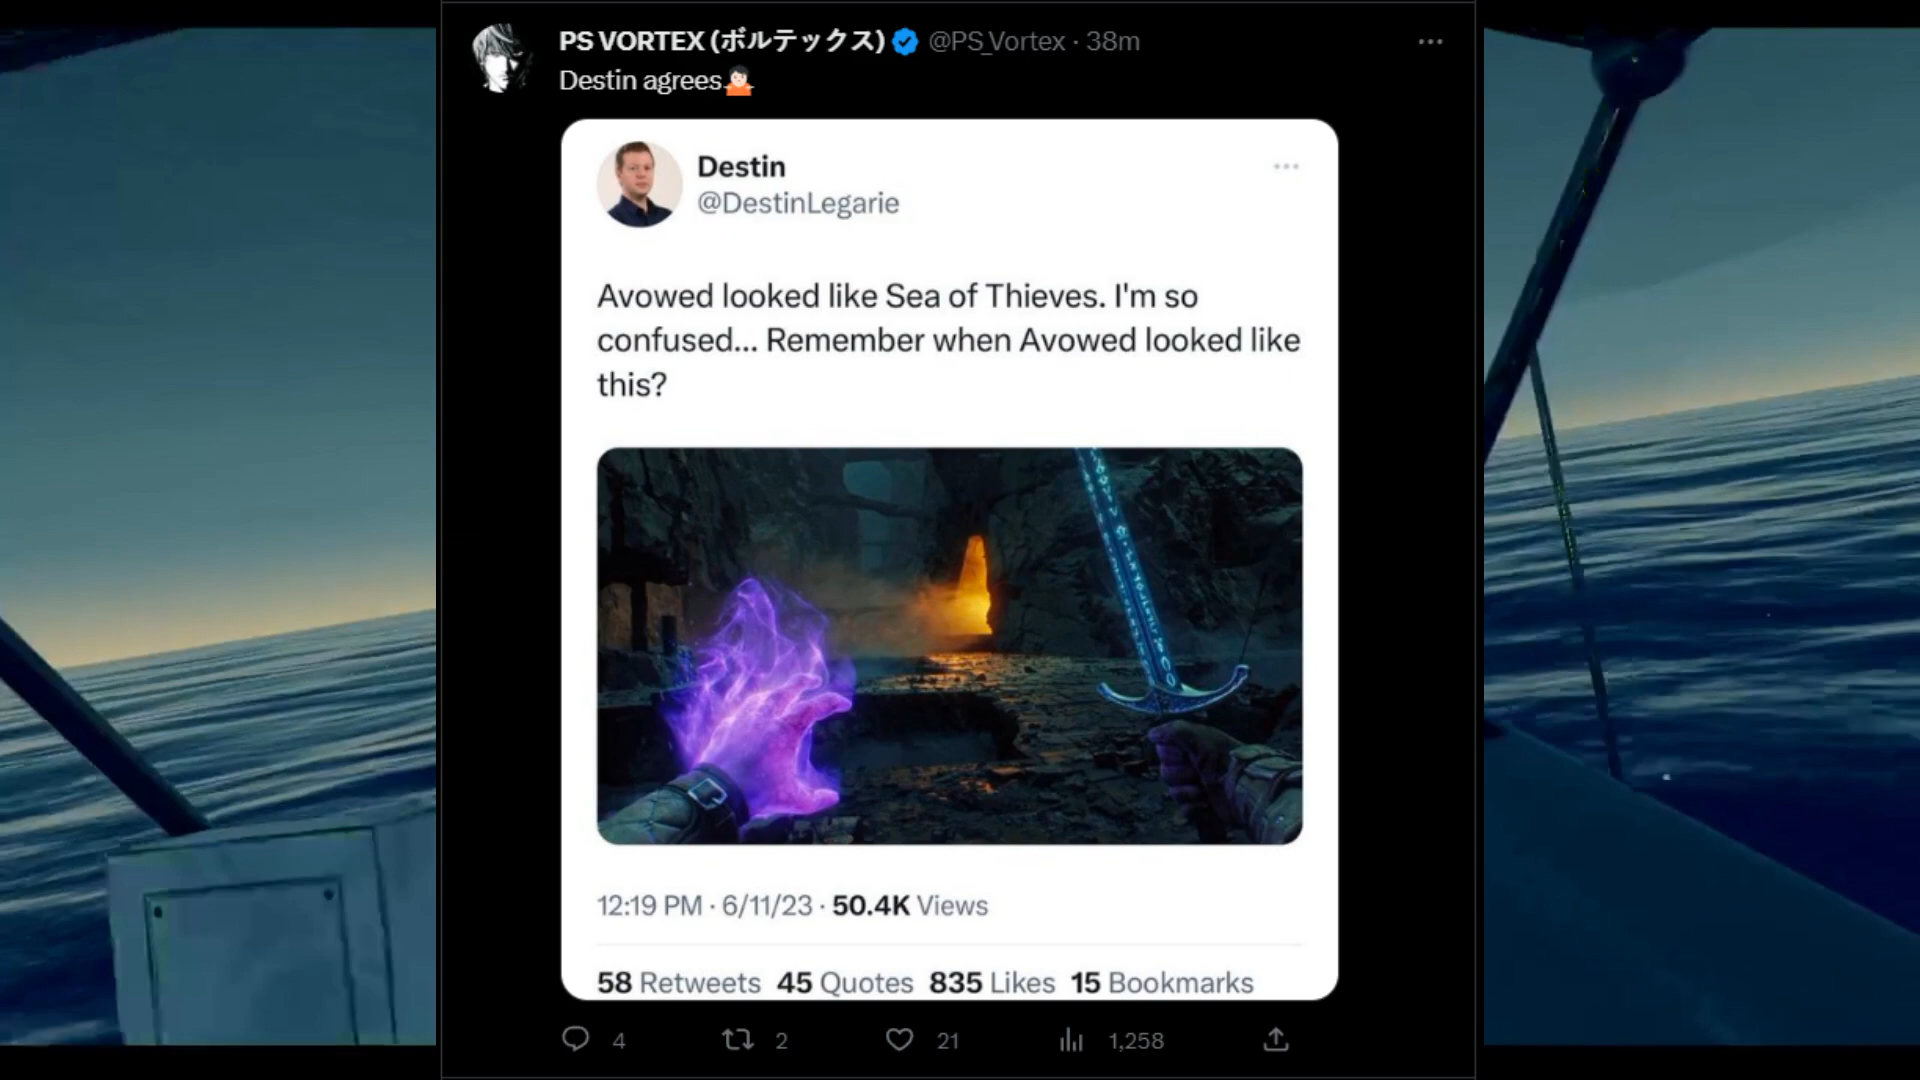 PS VORTEX (ボルテックス) @PS_Vortex · 38m
Destin agrees
Destin
@DestinLegarie
Avowed looked like Sea of Thieves. I'm so
confused... Remember when Avowed looked like
this?
12:19 PM · 6/11/23 · 50.4K Views
58 Retweets 45 Quotes 835 Likes 15 Bookmarks
4 2 21 1,258